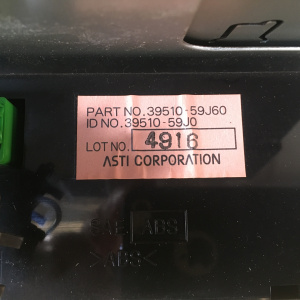 PART NO. 39510-59J60
ID NO. 39510-59J0
LOT NO. 4916
ASTI CORPORATION
ABS
>ABS<